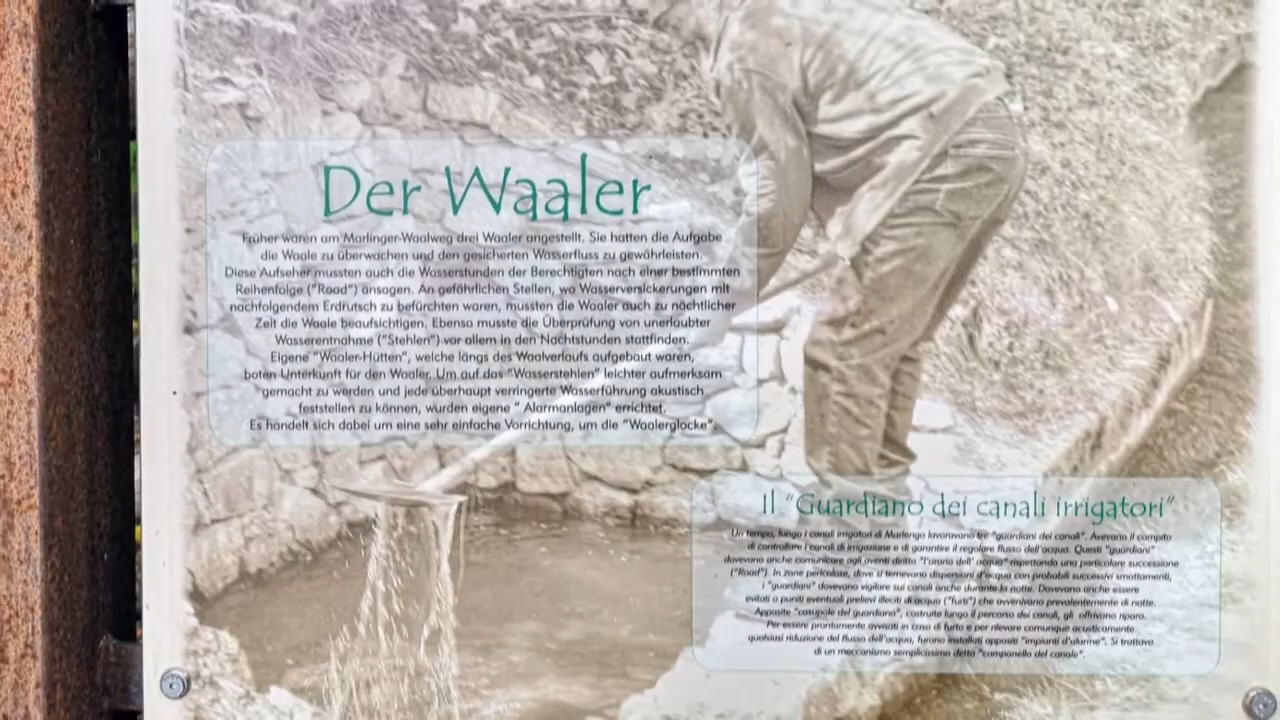 Der Waaler
Früher waren am Marlinger-Waalweg drei Waaler angestellt. Sie hatten die Aufgabe
die Waale zu überwachen und den gesicherten Wasserfluss zu gewährleisten.
Diese Aufseher mussten auch die Wasserstunden der Berechtigten nach einer bestimmten
Reihenfolge ("Road") ansagen. An gefährlichen Stellen, wo Wasserversickerungen mit
nachfolgendem Erdrutsch zu befürchten waren, mussten die Waaler auch zu nächtlicher
Zeit die Waale beaufsichtigen. Ebenso musste die Überprüfung von unerlaubter
Wasserentnahme ("Stehlen") vor allem in den Nachtstunden stattfinden.
Eigene "Waaler-Hütten", welche längs des Waalverlaufs aufgebaut waren,
boten Unterkunft für den Waaler. Um auf das "Wasserstehlen" leichter aufmerksam
gemacht zu werden und jede überhaupt verringerte Wasserführung akustisch
feststellen zu können, wurden eigene " Alarmanlagen" errichtet.
Es handelt sich dabei um eine sehr einfache Vorrichtung, um die "Waalerglocke".
Il "Guardiano dei canali irrigatori"
Un tempo, lungo i canali irrigatori di Marlengo lavoravano tre "guardiani dei canali". Avevano il compito
di controllare i canali di irrigazione e di garantire il regolare flusso dell'acqua. Questi "guardiani"
dovevano anche comunicare agli aventi diritto "l'orario dell' acqua" rispettando una particolare successione
("Road"). In zone pericolose, dove si temevano dispersioni d'acqua con probabili successivi smottamenti,
i "guardiani" dovevano vigilare sui canali anche durante la notte. Dovevano anche essere
evitati o puniti eventuali prelievi illeciti di acqua ("furti") che avvenivano prevalentemente di notte.
Apposite "casupole del guardiano", costruite lungo il percorso dei canali, gli offrivano riparo.
Per essere prontamente avvisati in caso di furto e per rilevare comunque acusticamente
qualsiasi riduzione del flusso dell'acqua, furono installati appositi "impianti d'alarme". Si trattava
di un meccanismo semplicissimo detto "campanello del canale".